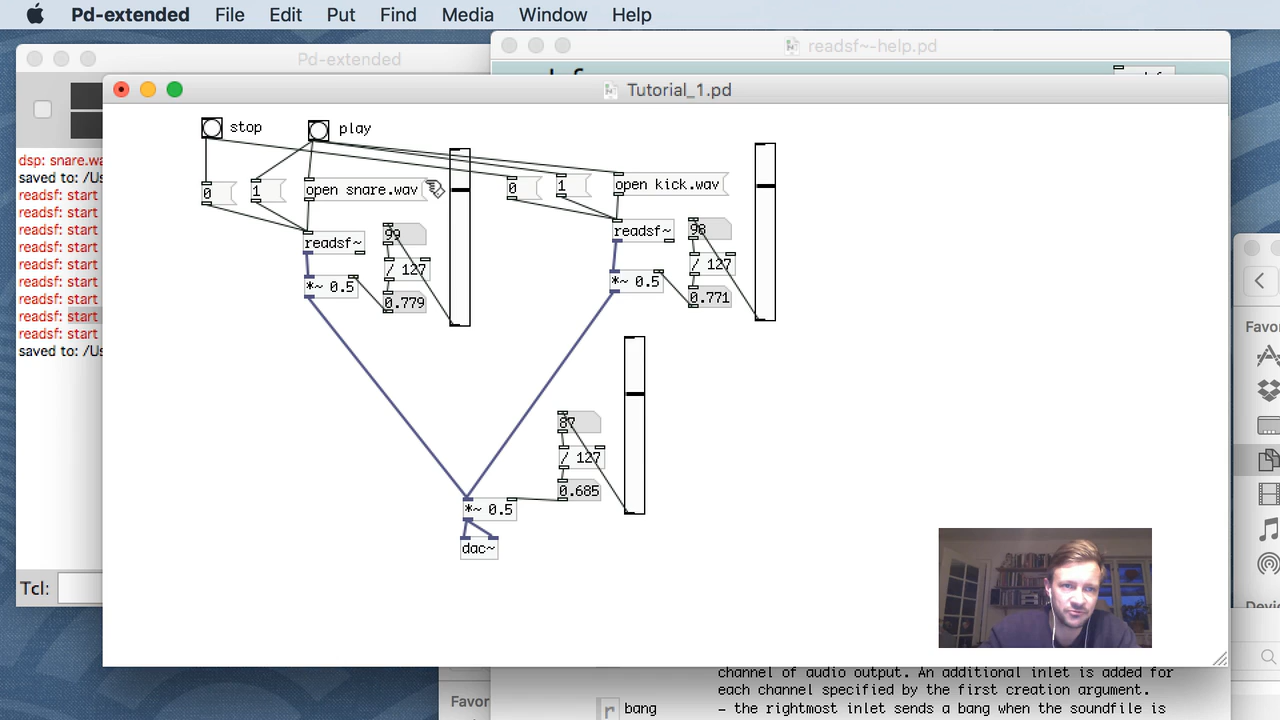 Pd-extended File Edit Put Find Media Window Help
Pd-extended
readsf~-help.pd
Tutorial_1.pd
stop
play
dsp: snare.wa
saved to: /Us
readsf: start
readsf: start
readsf: start
readsf: start
readsf: start
readsf: start
readsf: start
readsf: start
saved to: /Us
0
1
open snare.wav
0
1
open kick.wav
readsf~
99
/ 127
*~ 0.5
0.779
readsf~
98
/ 127
*~ 0.5
0.771
87
/ 127
0.685
*~ 0.5
dac~
Tcl:
Favo
Favor
channel of audio output. An additional inlet is added for
each channel specified by the first creation argument.
r bang
– the rightmost inlet sends a bang when the soundfile is